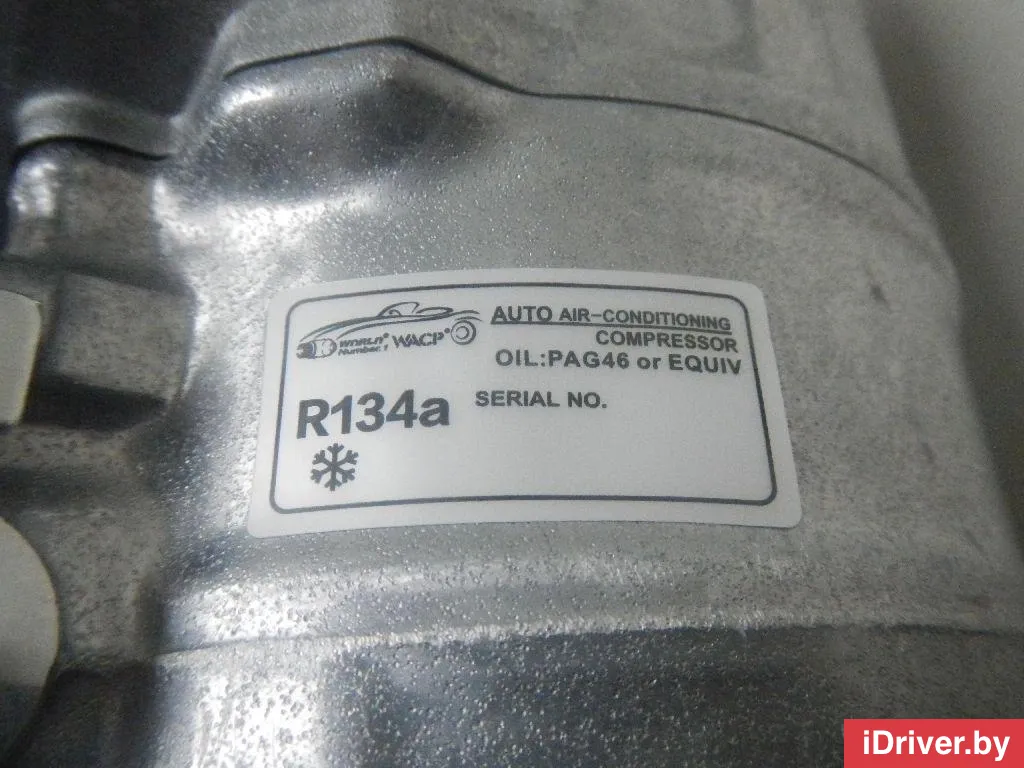 WORLD® WACP®
Number.1
AUTO AIR-CONDITIONING
COMPRESSOR
OIL:PAG46 or EQUIV
R134a
SERIAL NO.
iDriver.by